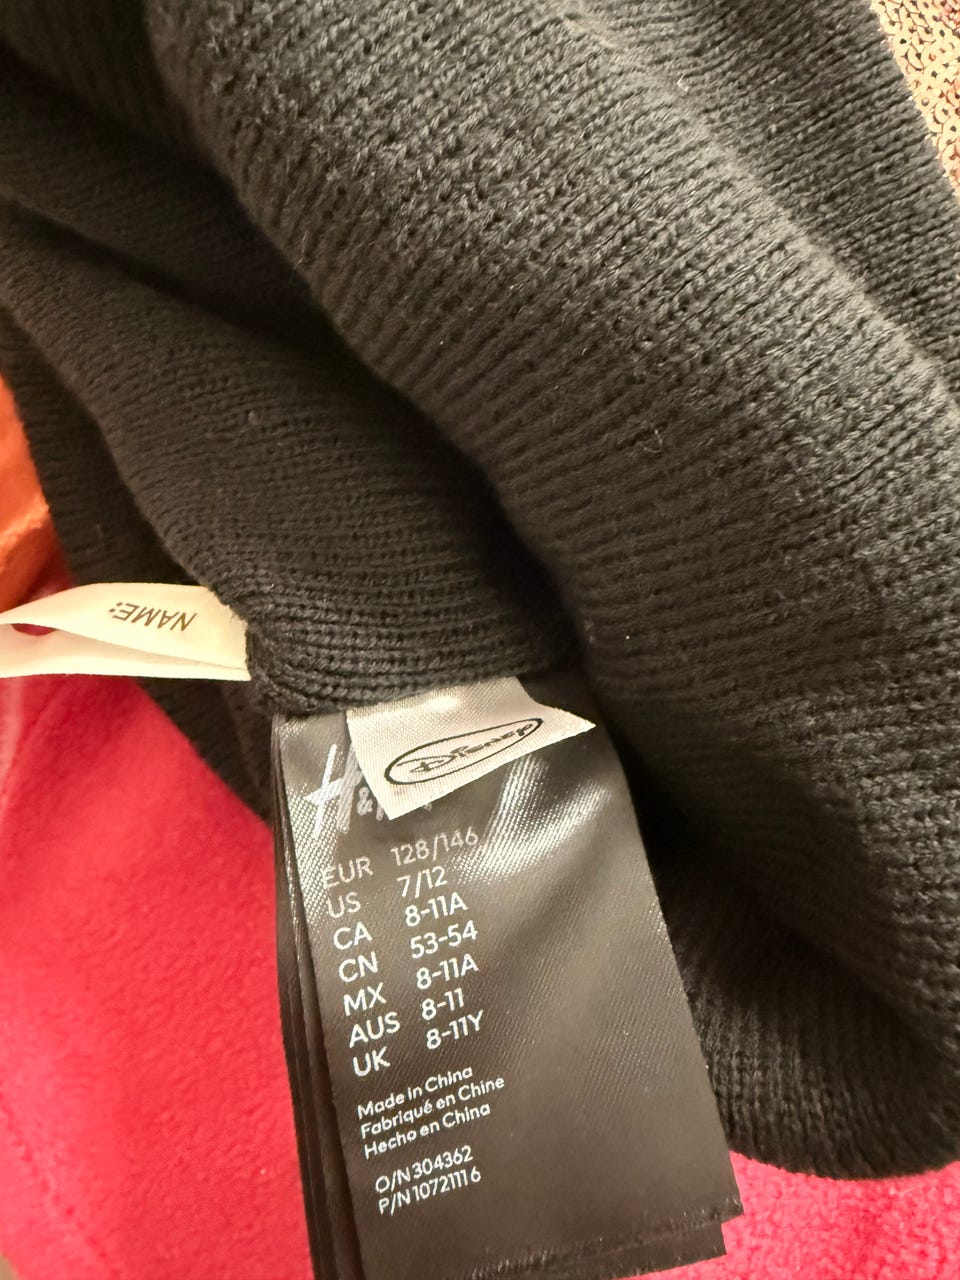 NAME:
Disney
H&M
EUR 128/146
US 7/12
CA 8-11A
CN 53-54
MX 8-11A
AUS 8-11
UK 8-11Y
Made in China
Fabriqué en Chine
Hecho en China
O/N 304362
P/N 10721116